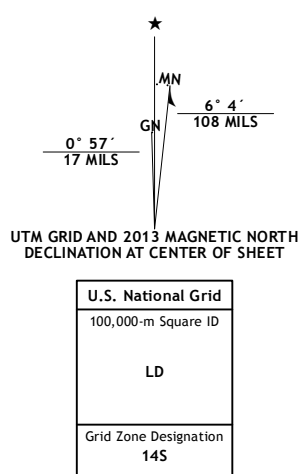 ★
MN
6° 4´
108 MILS
GN
0° 57´
17 MILS
UTM GRID AND 2013 MAGNETIC NORTH
DECLINATION AT CENTER OF SHEET
U.S. National Grid
100,000-m Square ID
LD
Grid Zone Designation
14S